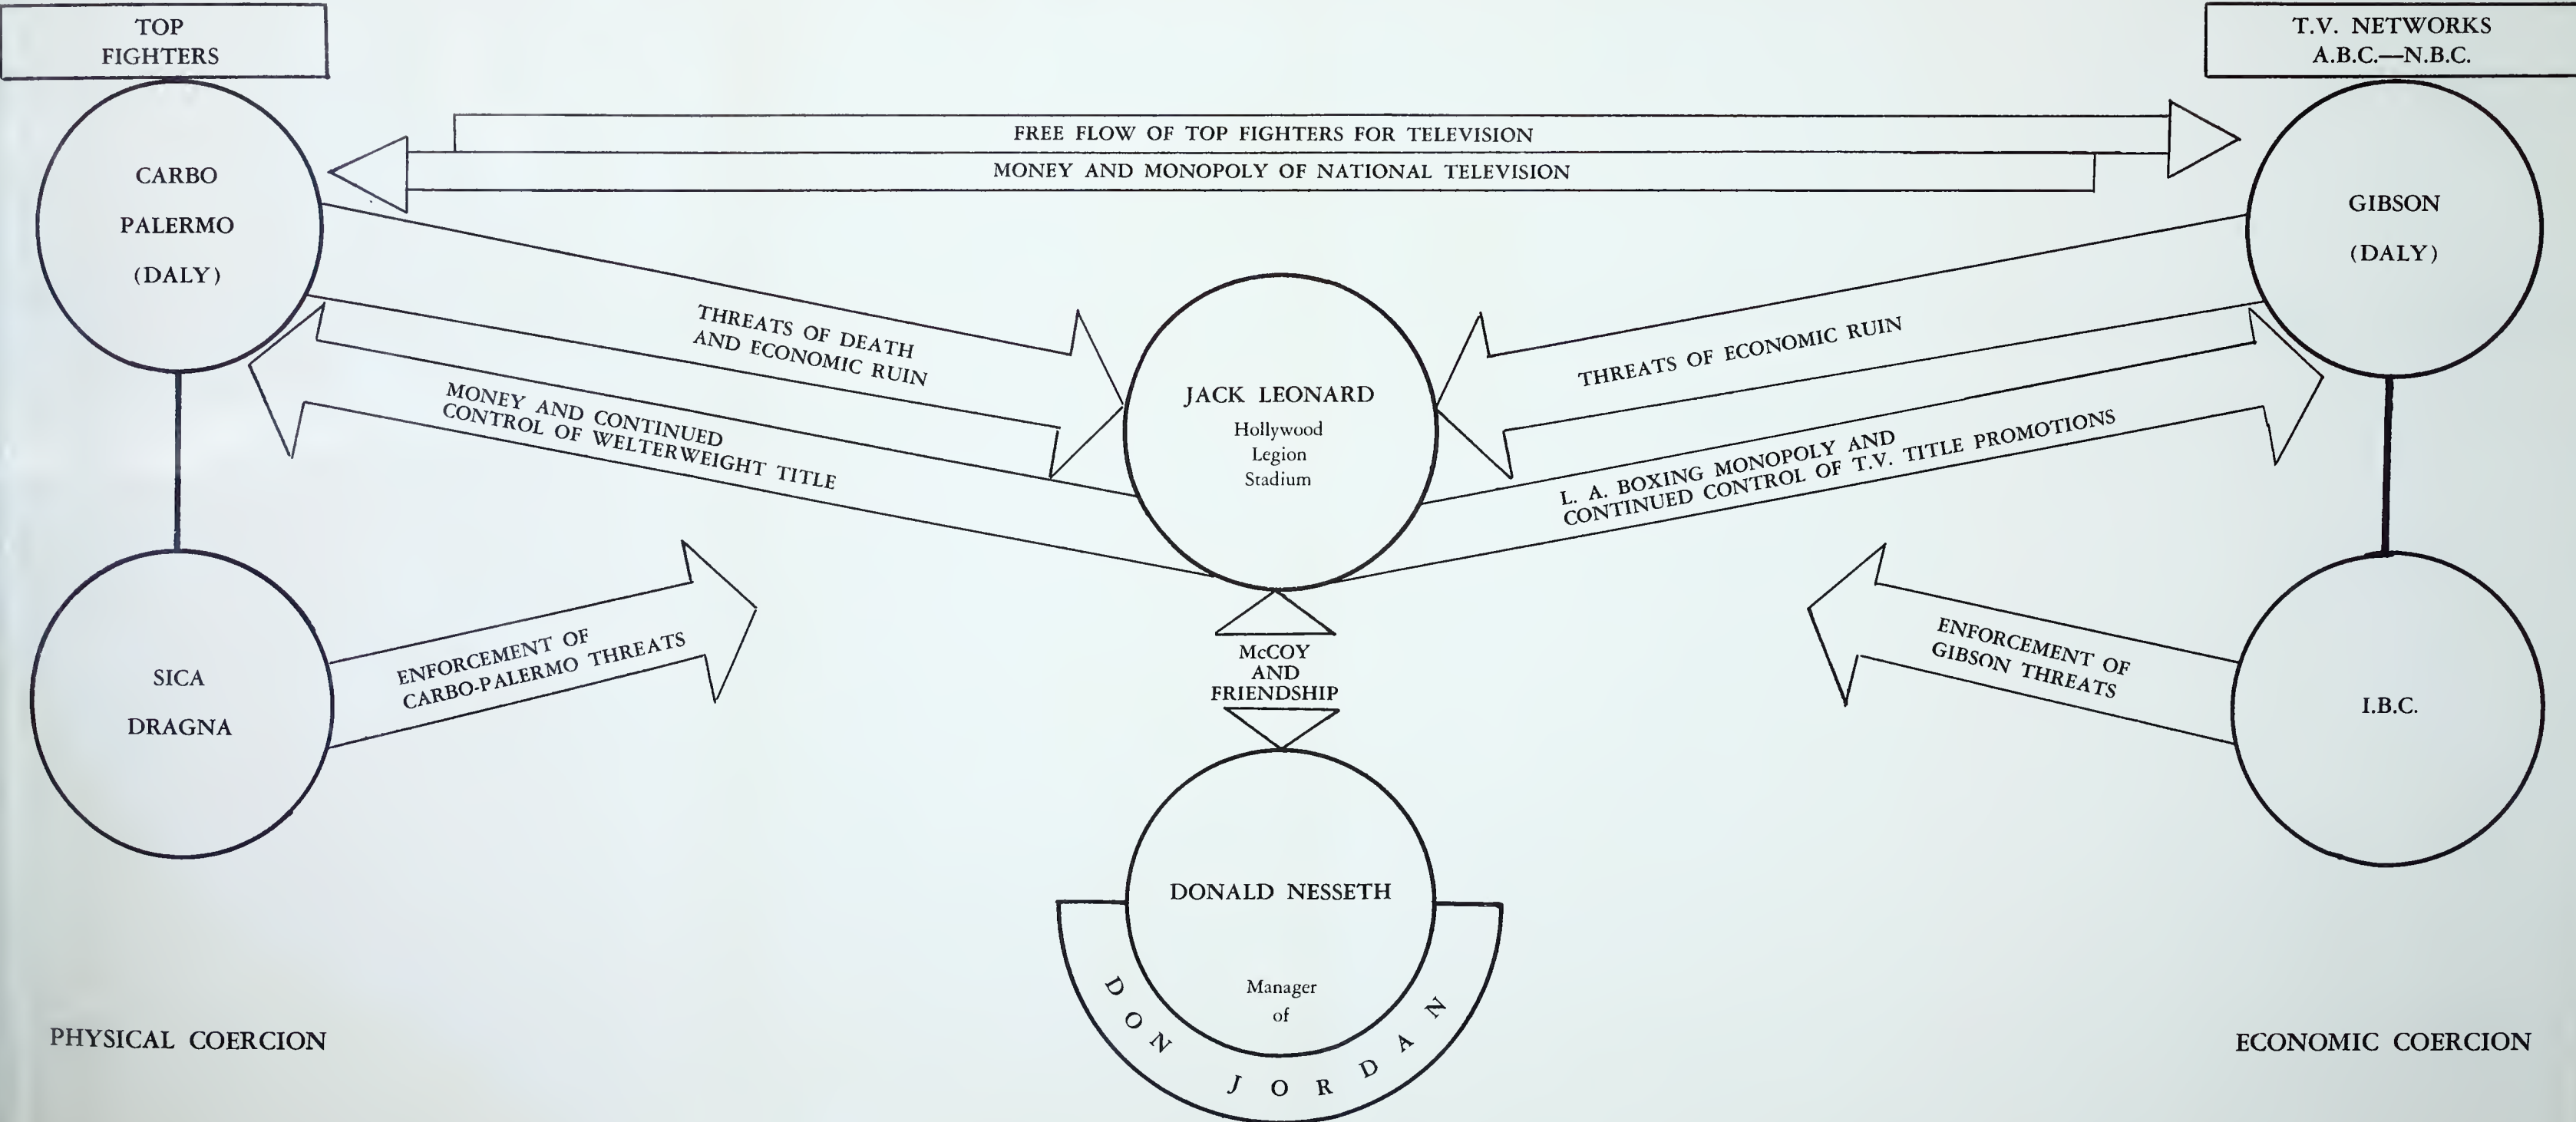 TOP
FIGHTERS
T.V. NETWORKS
A.B.C.—N.B.C.
FREE FLOW OF TOP FIGHTERS FOR TELEVISION
MONEY AND MONOPOLY OF NATIONAL TELEVISION
CARBO
PALERMO
(DALY)
GIBSON
(DALY)
THREATS OF DEATH
AND ECONOMIC RUIN
MONEY AND CONTINUED
CONTROL OF WELTERWEIGHT TITLE
JACK LEONARD
Hollywood
Legion
Stadium
THREATS OF ECONOMIC RUIN
L. A. BOXING MONOPOLY AND
CONTINUED CONTROL OF T.V. TITLE PROMOTIONS
SICA
DRAGNA
ENFORCEMENT OF
CARBO-PALERMO THREATS
McCOY
AND
FRIENDSHIP
ENFORCEMENT OF
GIBSON THREATS
I.B.C.
DONALD NESSETH
Manager
of
DON JORDAN
PHYSICAL COERCION
ECONOMIC COERCION